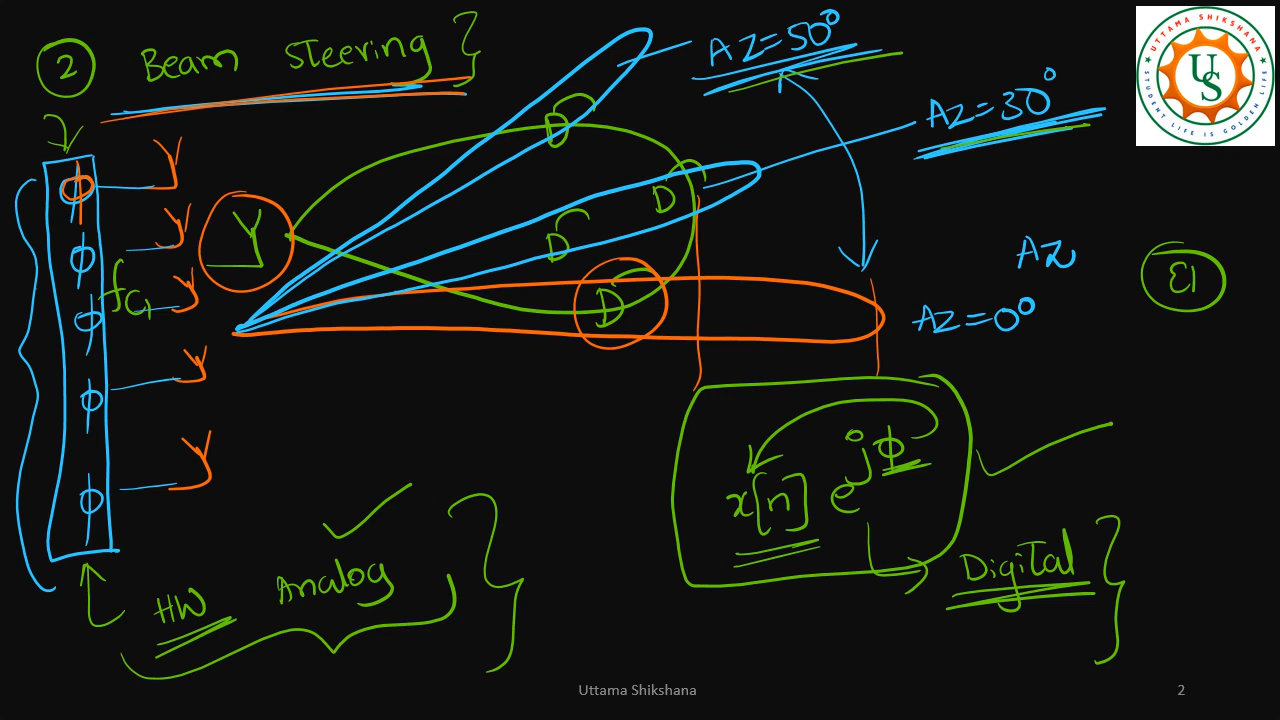 ② Beam Steering
AZ=50°
AZ=30°
UTTAMA SHIKSHANA
STUDENT LIFE IS GOLDEN LIFE
US
Y
Y
Y
Y
Y
Y
ϕ
ϕ
ϕ
ϕ
ϕ
fc1
D
D
D
D
AZ
El
AZ=0°
x[n] e^jϕ
HW Analog
Digital
Uttama Shikshana
2